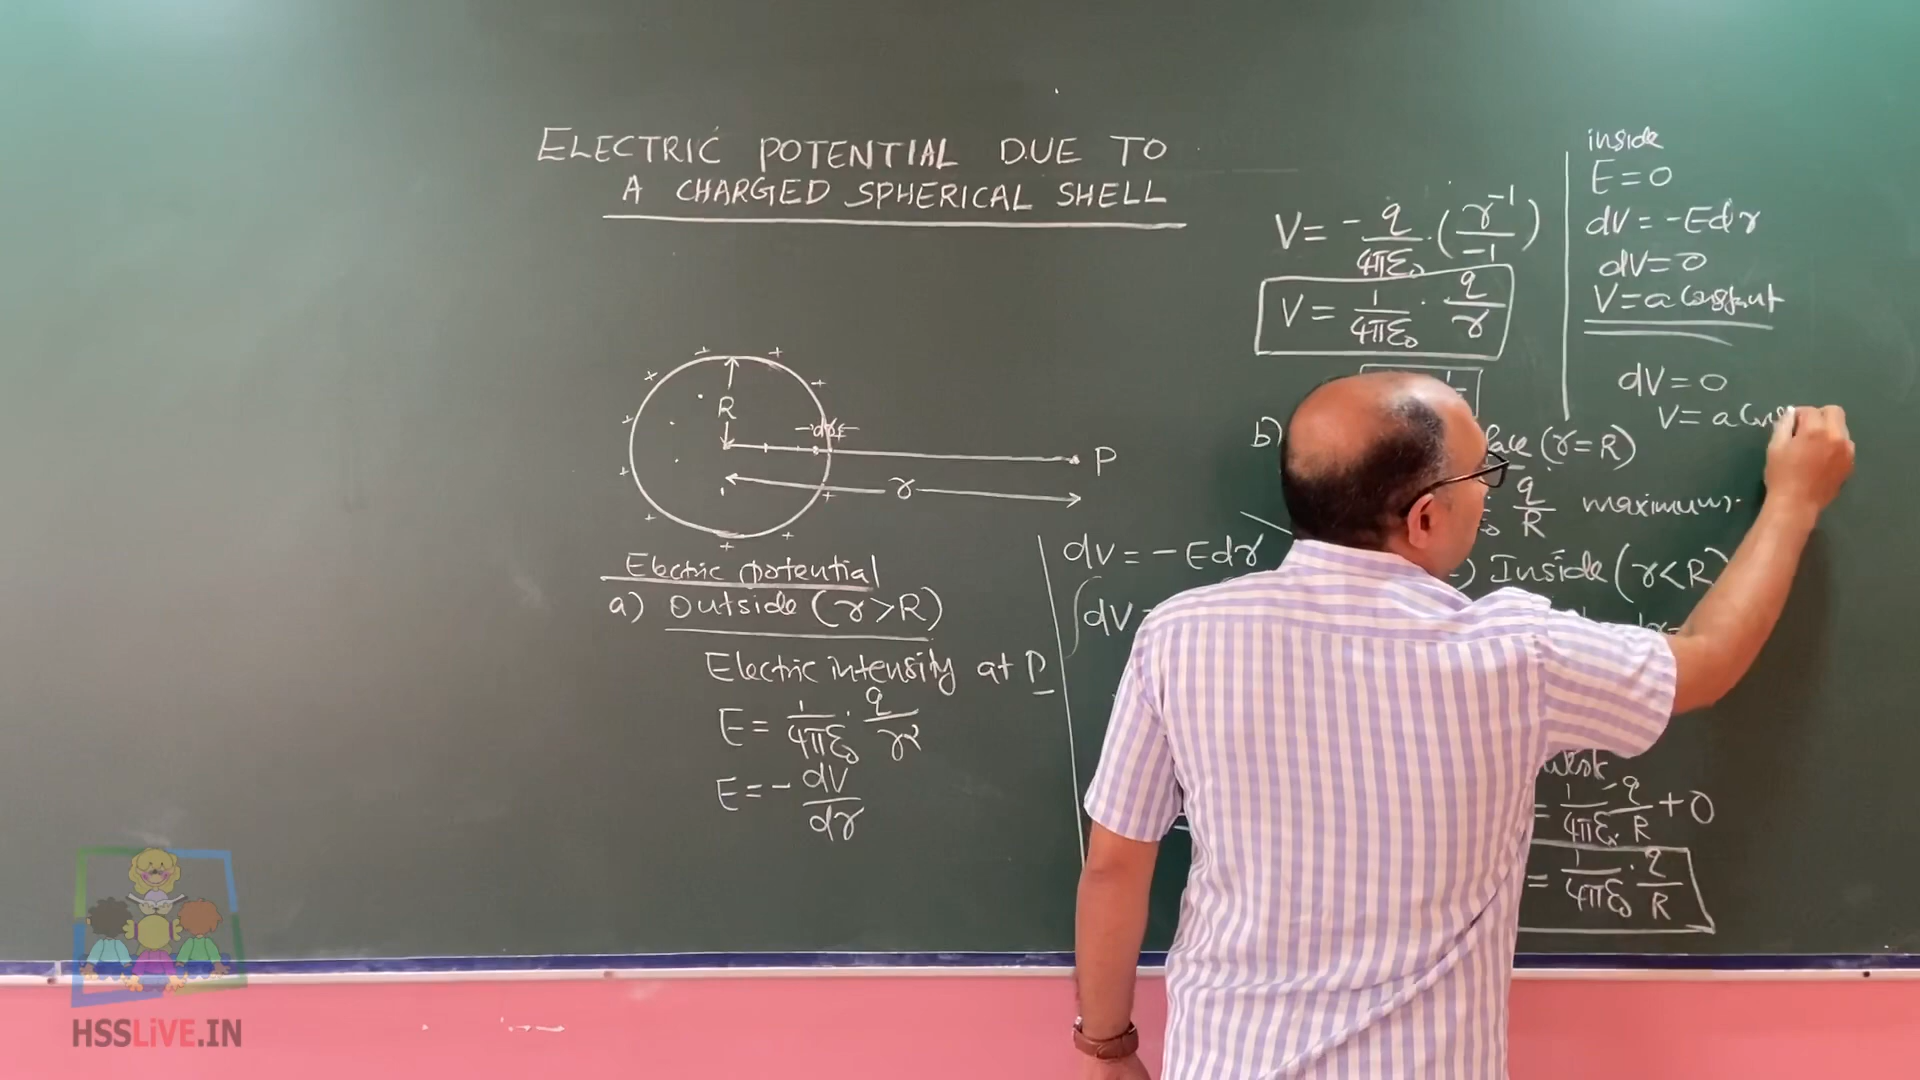 ELECTRIC POTENTIAL DUE TO
A CHARGED SPHERICAL SHELL
R
dr
P
r
Electric potential
a) Outside (r>R)
Electric intensity at P
E = 1/4πε₀ · q/r²
E = - dV/dr
dV = -Edr
∫dV
V = -q/4πε₀ · (r⁻¹/-1)
V = 1/4πε₀ · q/r
b)
(r=R)
q/R maximum
Inside (r<R)
= 1/4πε₀ q/R + 0
= 1/4πε₀ · q/R
inside
E = 0
dV = -Edr
dV = 0
V = a constant
dV = 0
V = a
HSSLiVE.IN